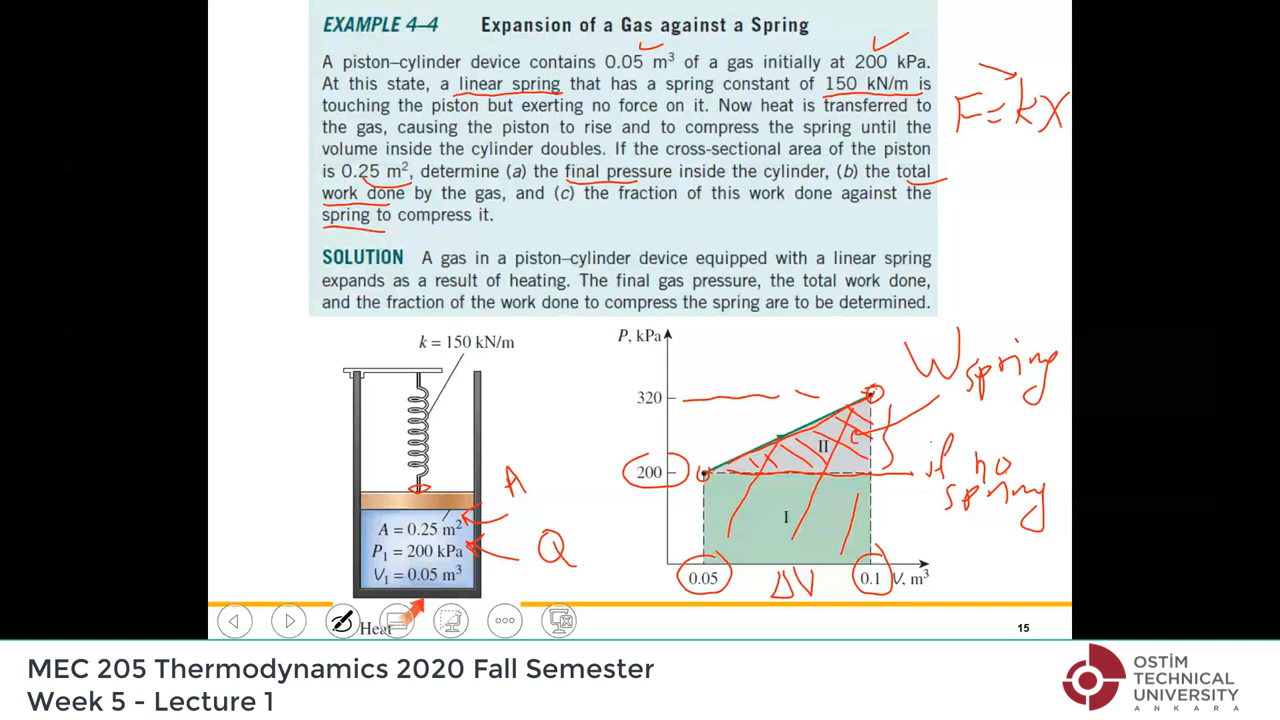 EXAMPLE 4–4 Expansion of a Gas against a Spring
A piston–cylinder device contains 0.05 m³ of a gas initially at 200 kPa.
At this state, a linear spring that has a spring constant of 150 kN/m is
touching the piston but exerting no force on it. Now heat is transferred to
the gas, causing the piston to rise and to compress the spring until the
volume inside the cylinder doubles. If the cross-sectional area of the piston
is 0.25 m², determine (a) the final pressure inside the cylinder, (b) the total
work done by the gas, and (c) the fraction of this work done against the
spring to compress it.
F=kx
SOLUTION A gas in a piston–cylinder device equipped with a linear spring
expands as a result of heating. The final gas pressure, the total work done,
and the fraction of the work done to compress the spring are to be determined.
k = 150 kN/m
A = 0.25 m²
P₁ = 200 kPa
V₁ = 0.05 m³
A
Q
Heat
P, kPa
320
200
II
I
0.05
ΔV
0.1
V, m³
W spring
if no
spring
15
MEC 205 Thermodynamics 2020 Fall Semester
Week 5 - Lecture 1
OSTİM
TECHNICAL
UNIVERSITY
ANKARA